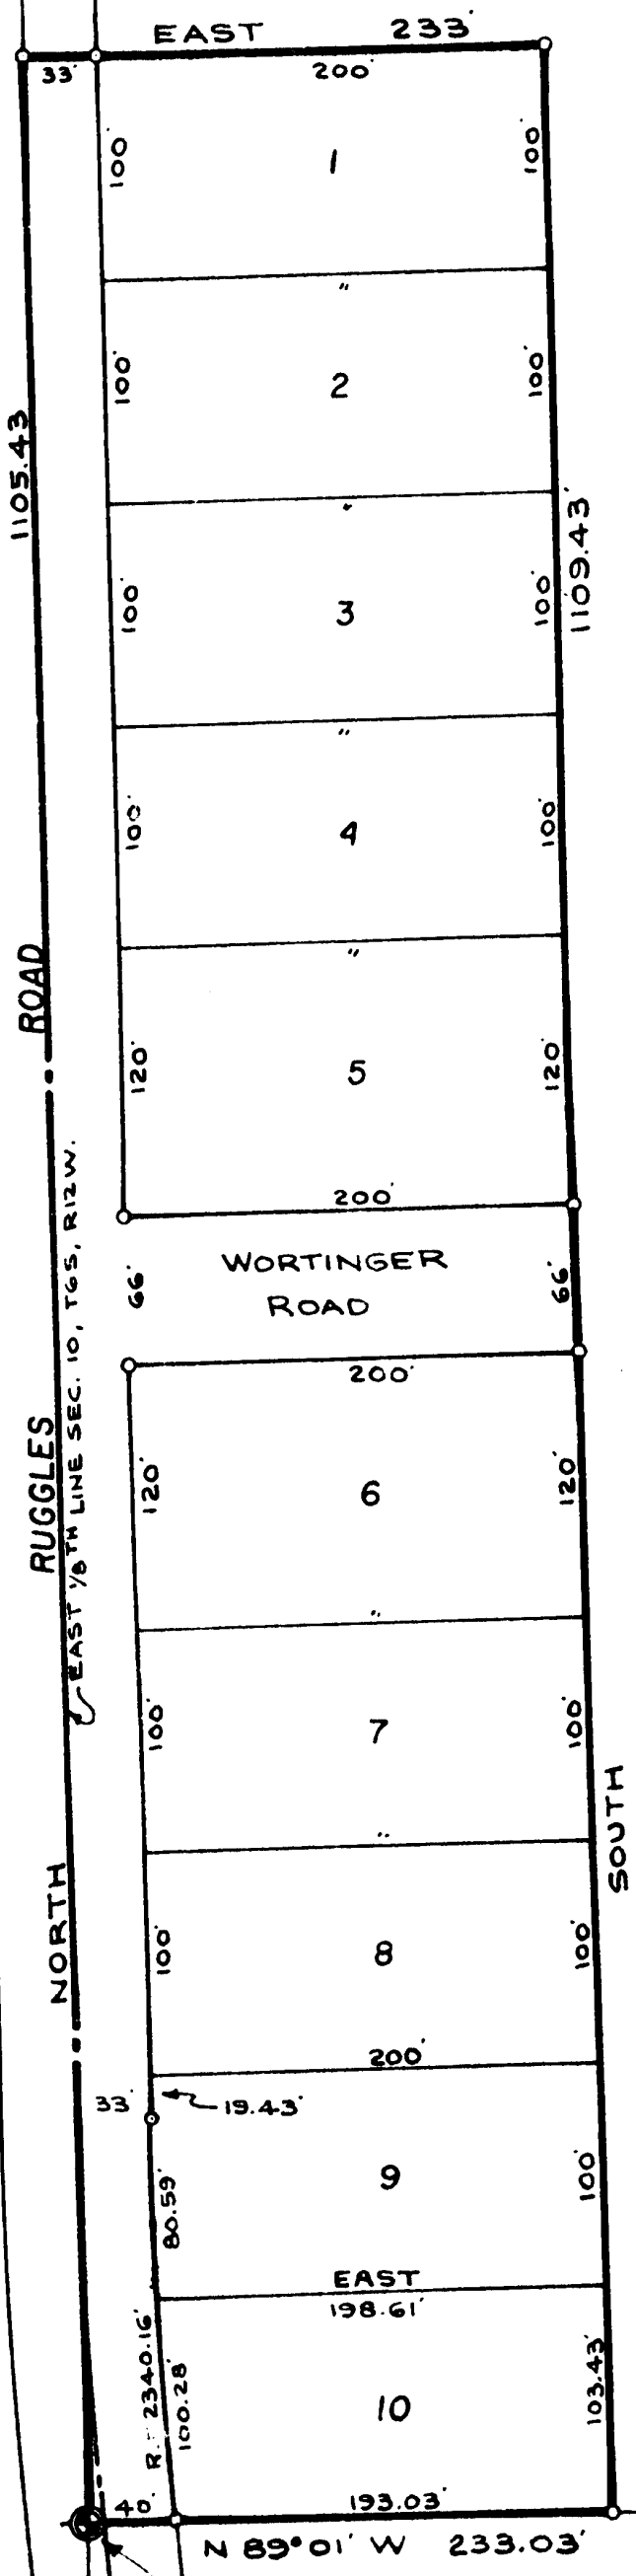 EAST 233'
33' 200'
100' 1 100'
"
100' 2 100'
"
1105.43 100' 3 100' 1109.43'
"
100' 4 100'
"
ROAD
120' 5 120'
200'
66' WORTINGER 66'
ROAD
EAST 1/8TH LINE SEC. 10, T6S, R12W.
200'
RUGGLES
120' 6 120'
"
100' 7 100'
"
SOUTH
NORTH
100' 8 100'
200'
33' 19.43'
80.59' 9 100'
EAST
198.61'
R. = 2340.16'
100.28' 10 103.43'
40' 193.03'
N 89°01' W 233.03'